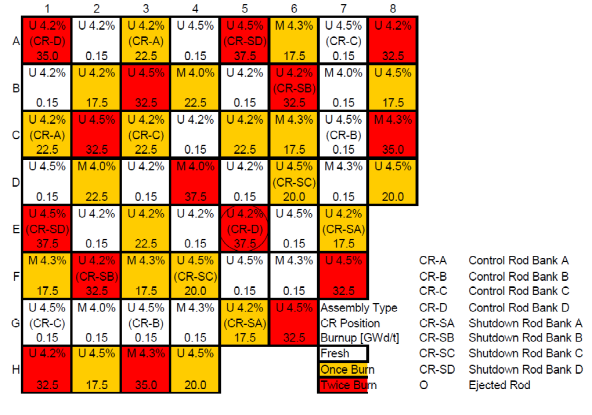 1 2 3 4 5 6 7 8
U 4.2% U 4.2% U 4.2% U 4.5% U 4.5% M 4.3% U 4.5% U 4.2%
A (CR-D) (CR-A) (CR-SD) (CR-C)
35.0 0.15 22.5 0.15 37.5 17.5 0.15 32.5
U 4.2% U 4.2% U 4.5% M 4.0% U 4.2% U 4.2% M 4.0% U 4.5%
B (CR-SB)
0.15 17.5 32.5 22.5 0.15 32.5 0.15 17.5
U 4.2% U 4.5% U 4.2% U 4.2% U 4.2% M 4.3% U 4.5% M 4.3%
C (CR-A) (CR-C) (CR-B)
22.5 32.5 22.5 0.15 22.5 17.5 0.15 35.0
U 4.5% M 4.0% U 4.2% M 4.0% U 4.2% U 4.5% M 4.3% U 4.5%
D (CR-SC)
0.15 22.5 0.15 37.5 0.15 20.0 0.15 20.0
U 4.5% U 4.2% U 4.2% U 4.2% U 4.2% U 4.5% U 4.2%
E (CR-SD) (CR-D) (CR-SA)
37.5 0.15 22.5 0.15 37.5 0.15 17.5
M 4.3% U 4.2% M 4.3% U 4.5% U 4.5% M 4.3% U 4.5%
F (CR-SB) (CR-SC)
17.5 32.5 17.5 20.0 0.15 0.15 32.5
U 4.5% M 4.0% U 4.5% M 4.3% U 4.2% U 4.5%
G (CR-C) (CR-B) (CR-SA)
0.15 0.15 0.15 0.15 17.5 32.5
U 4.2% U 4.5% M 4.3% U 4.5%
H
32.5 17.5 35.0 20.0
Assembly Type
CR Position
Burnup [GWd/t]
Fresh
Once Burn
Twice Burn
CR-A Control Rod Bank A
CR-B Control Rod Bank B
CR-C Control Rod Bank C
CR-D Control Rod Bank D
CR-SA Shutdown Rod Bank A
CR-SB Shutdown Rod Bank B
CR-SC Shutdown Rod Bank C
CR-SD Shutdown Rod Bank D
O Ejected Rod